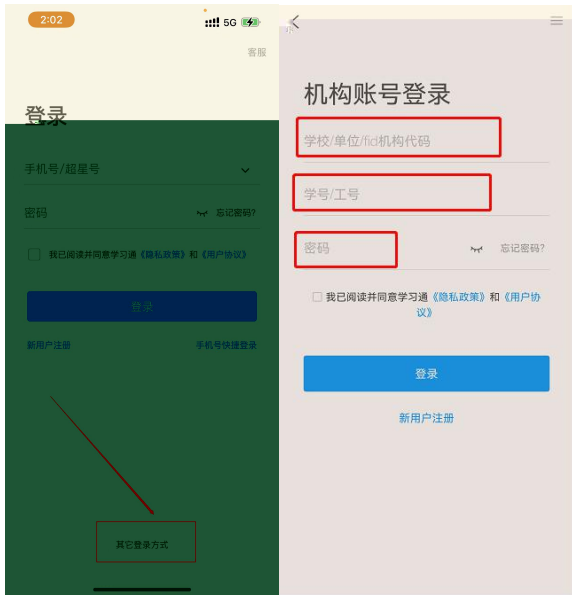 2:02
5G
客服
登录
手机号/超星号
密码
忘记密码?
我已阅读并同意学习通《隐私政策》和《用户协议》
登录
新用户注册
手机号快捷登录
其它登录方式
机构账号登录
学校/单位/fid机构代码
学号/工号
密码
忘记密码?
我已阅读并同意学习通《隐私政策》和《用户协
议》
登录
新用户注册